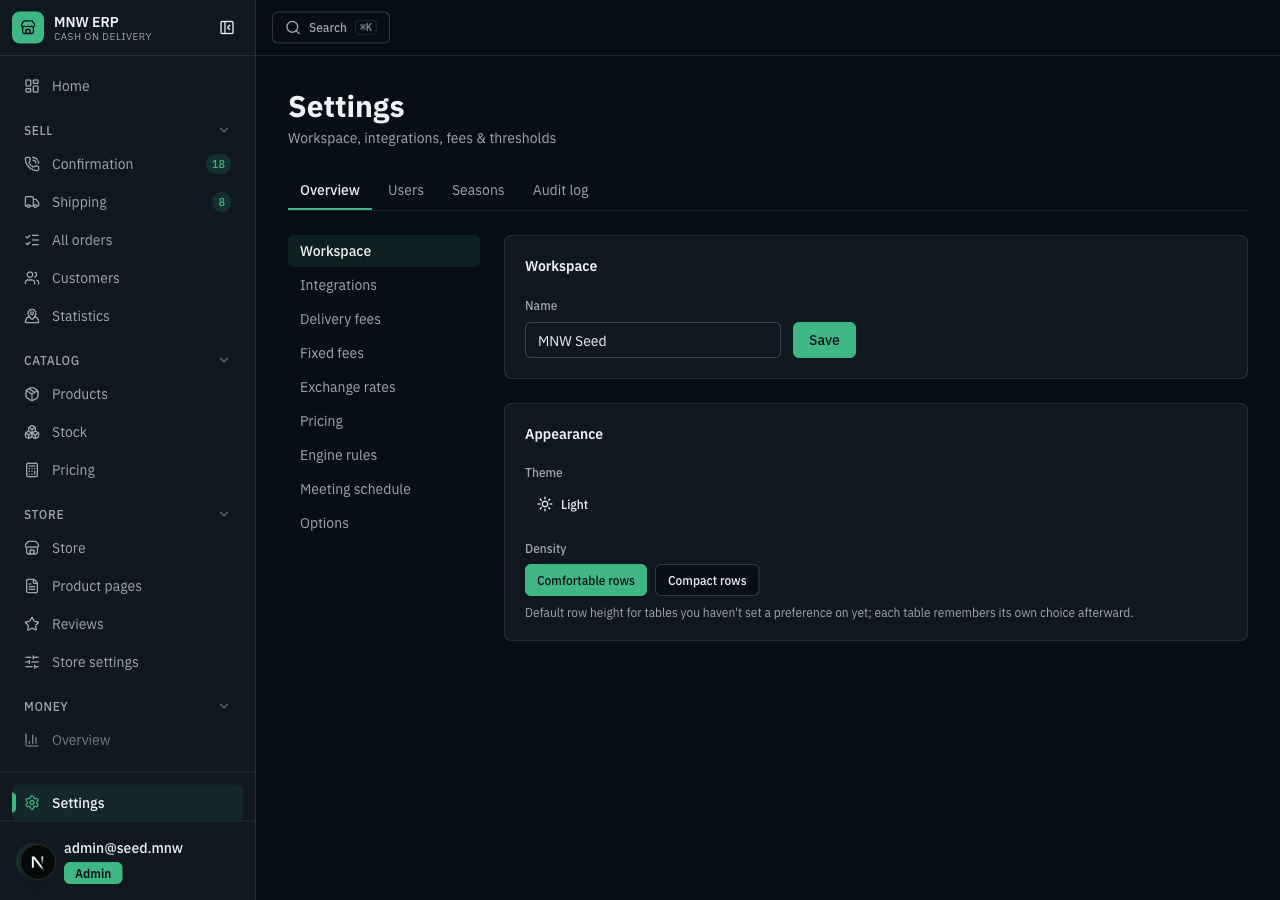 MNW ERP
CASH ON DELIVERY
Search ⌘K
Home
SELL
Confirmation 18
Shipping 8
All orders
Customers
Statistics
CATALOG
Products
Stock
Pricing
STORE
Store
Product pages
Reviews
Store settings
MONEY
Overview
Settings
N
admin@seed.mnw
Admin
Settings
Workspace, integrations, fees & thresholds
Overview Users Seasons Audit log
Workspace
Integrations
Delivery fees
Fixed fees
Exchange rates
Pricing
Engine rules
Meeting schedule
Options
Workspace
Name
MNW Seed Save
Appearance
Theme
Light
Density
Comfortable rows Compact rows
Default row height for tables you haven't set a preference on yet; each table remembers its own choice afterward.